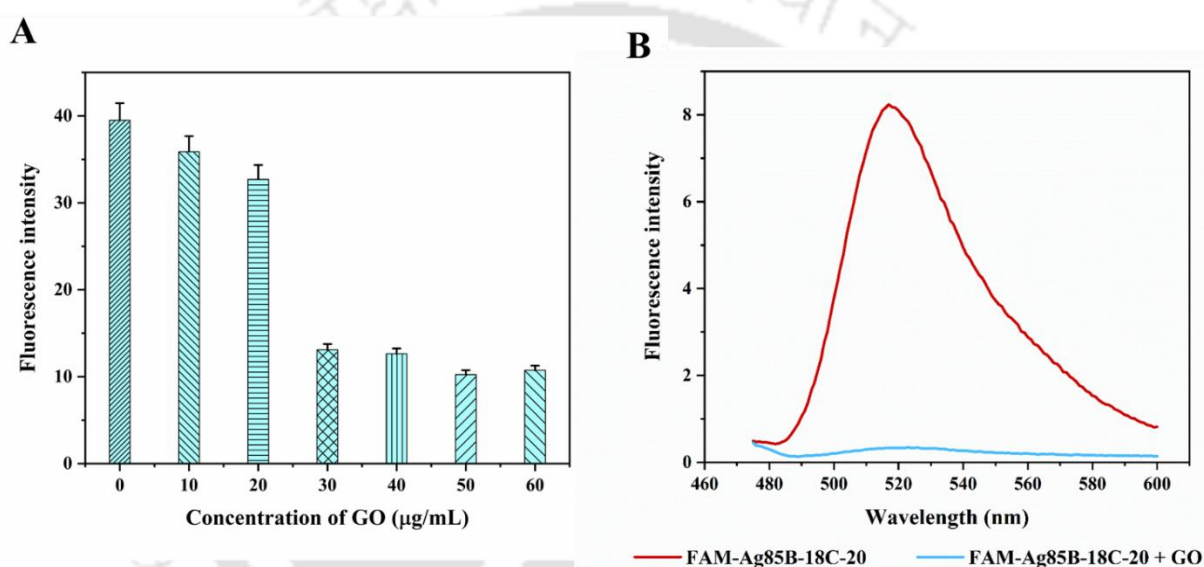 A
Fluorescence intensity
40
30
20
10
0
0 10 20 30 40 50 60
Concentration of GO (μg/mL)
B
Fluorescence intensity
8
6
4
2
0
460 480 500 520 540 560 580 600
Wavelength (nm)
FAM-Ag85B-18C-20 FAM-Ag85B-18C-20 + GO